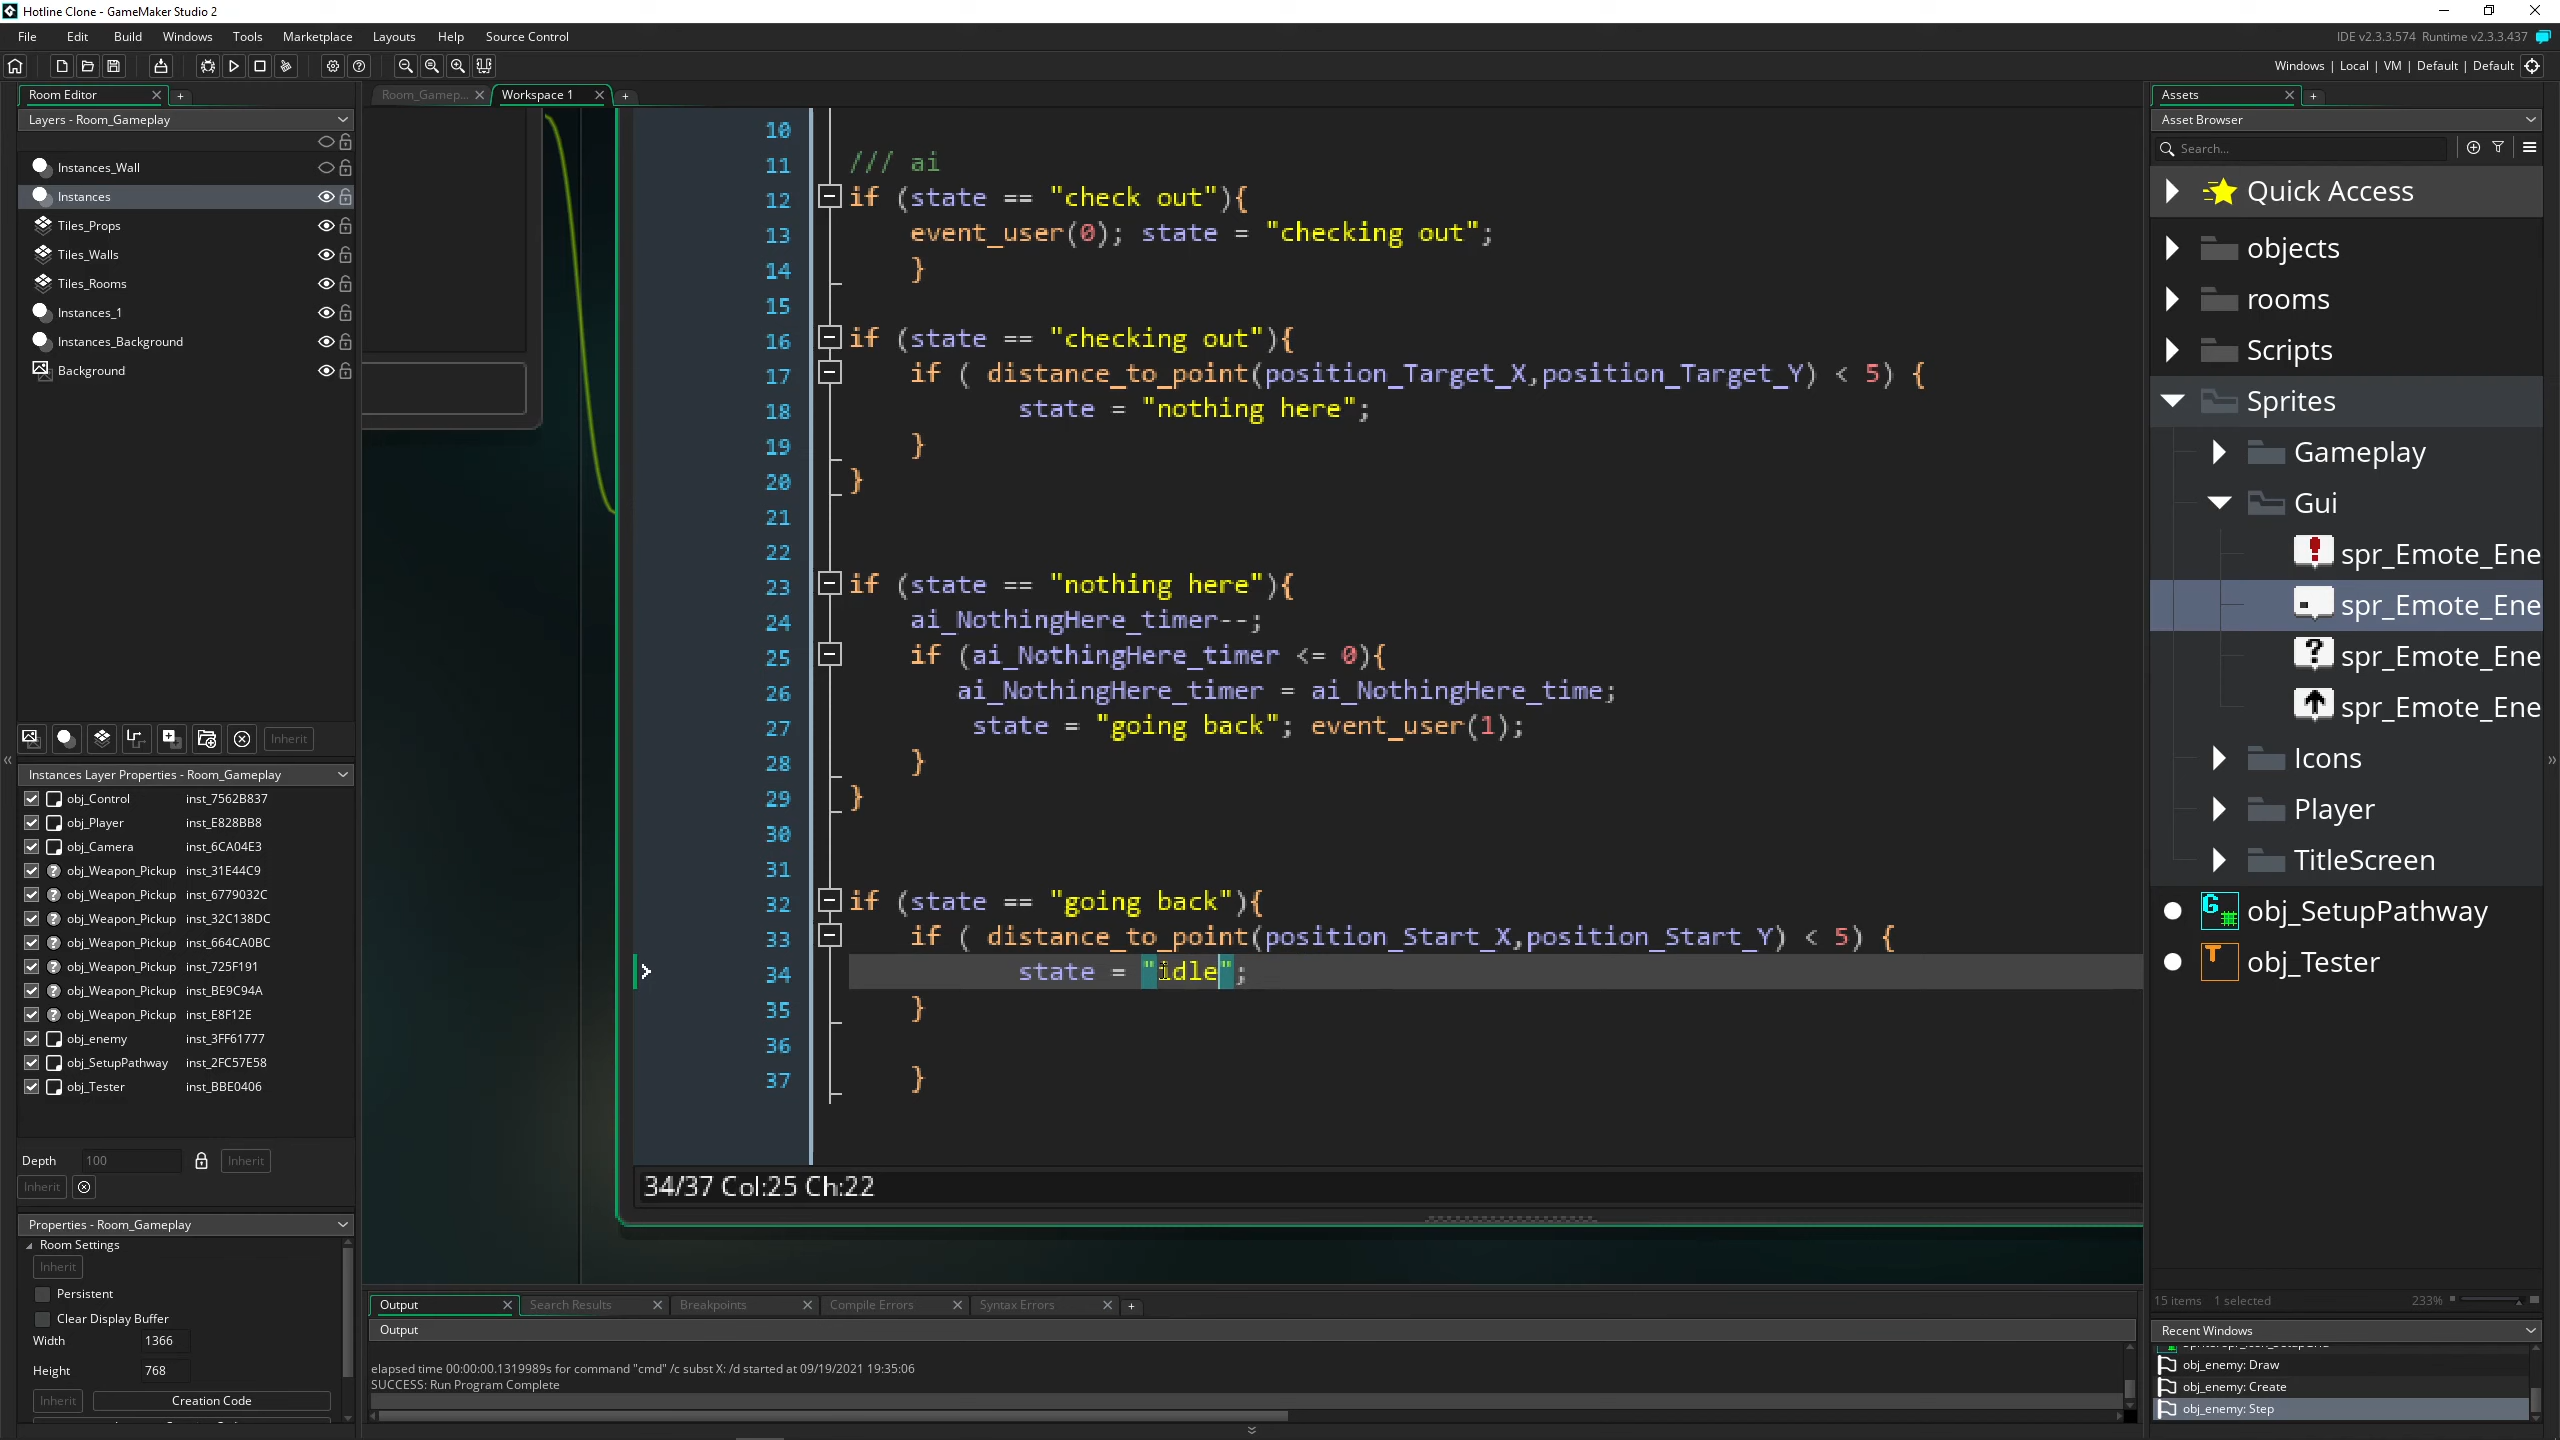 Hotline Clone - GameMaker Studio 2
File Edit Build Windows Tools Marketplace Layouts Help Source Control
IDE v2.3.3.574 Runtime v2.3.3.437
Windows | Local | VM | Default | Default
Room Editor
Layers - Room_Gameplay
Instances_Wall
Instances
Tiles_Props
Tiles_Walls
Tiles_Rooms
Instances_1
Instances_Background
Background
Inherit
Instances Layer Properties - Room_Gameplay
obj_Control inst_7562B837
obj_Player inst_E828BB8
obj_Camera inst_6CA04E3
obj_Weapon_Pickup inst_31E44C9
obj_Weapon_Pickup inst_6779032C
obj_Weapon_Pickup inst_32C138DC
obj_Weapon_Pickup inst_664CA0BC
obj_Weapon_Pickup inst_725F191
obj_Weapon_Pickup inst_BE9C94A
obj_Weapon_Pickup inst_E8F12E
obj_enemy inst_3FF61777
obj_SetupPathway inst_2FC57E58
obj_Tester inst_BBE0406
Depth 100 Inherit
Inherit
Properties - Room_Gameplay
Room Settings
Inherit
Persistent
Clear Display Buffer
Width 1366
Height 768
Inherit Creation Code
Room_Gamep... Workspace 1
10
11 /// ai
12 if (state == "check out"){
13 event_user(0); state = "checking out";
14 }
15
16 if (state == "checking out"){
17 if ( distance_to_point(position_Target_X,position_Target_Y) < 5) {
18 state = "nothing here";
19 }
20 }
21
22
23 if (state == "nothing here"){
24 ai_NothingHere_timer--;
25 if (ai_NothingHere_timer <= 0){
26 ai_NothingHere_timer = ai_NothingHere_time;
27 state = "going back"; event_user(1);
28 }
29 }
30
31
32 if (state == "going back"){
33 if ( distance_to_point(position_Start_X,position_Start_Y) < 5) {
34 state = "idle";
35 }
36
37 }
34/37 Col:25 Ch:22
Output Search Results Breakpoints Compile Errors Syntax Errors
Output
elapsed time 00:00:00.1319989s for command "cmd" /c subst X: /d started at 09/19/2021 19:35:06
SUCCESS: Run Program Complete
Assets
Asset Browser
Search...
Quick Access
objects
rooms
Scripts
Sprites
Gameplay
Gui
spr_Emote_Ene
spr_Emote_Ene
spr_Emote_Ene
spr_Emote_Ene
Icons
Player
TitleScreen
obj_SetupPathway
obj_Tester
15 items 1 selected 233%
Recent Windows
obj_enemy: Draw
obj_enemy: Create
obj_enemy: Step